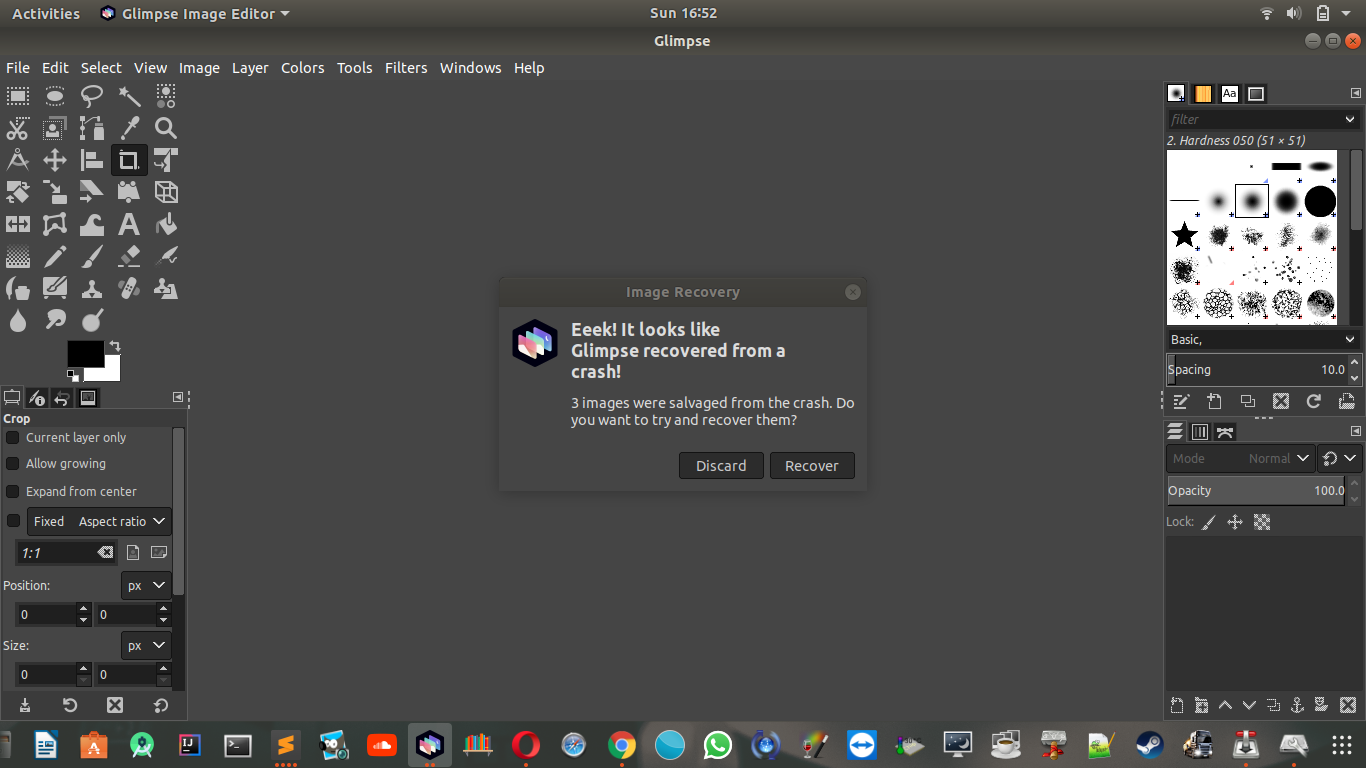 Activities
Glimpse Image Editor
Sun 16:52
Glimpse
File Edit Select View Image Layer Colors Tools Filters Windows Help
Crop
Current layer only
Allow growing
Expand from center
Fixed Aspect ratio
1:1
Position:
px
0
0
Size:
px
0
0
Image Recovery
Eeek! It looks like
Glimpse recovered from a
crash!
3 images were salvaged from the crash. Do
you want to try and recover them?
Discard
Recover
Aa
filter
2. Hardness 050 (51 × 51)
Basic,
Spacing
10.0
Mode
Normal
Opacity
100.0
Lock: